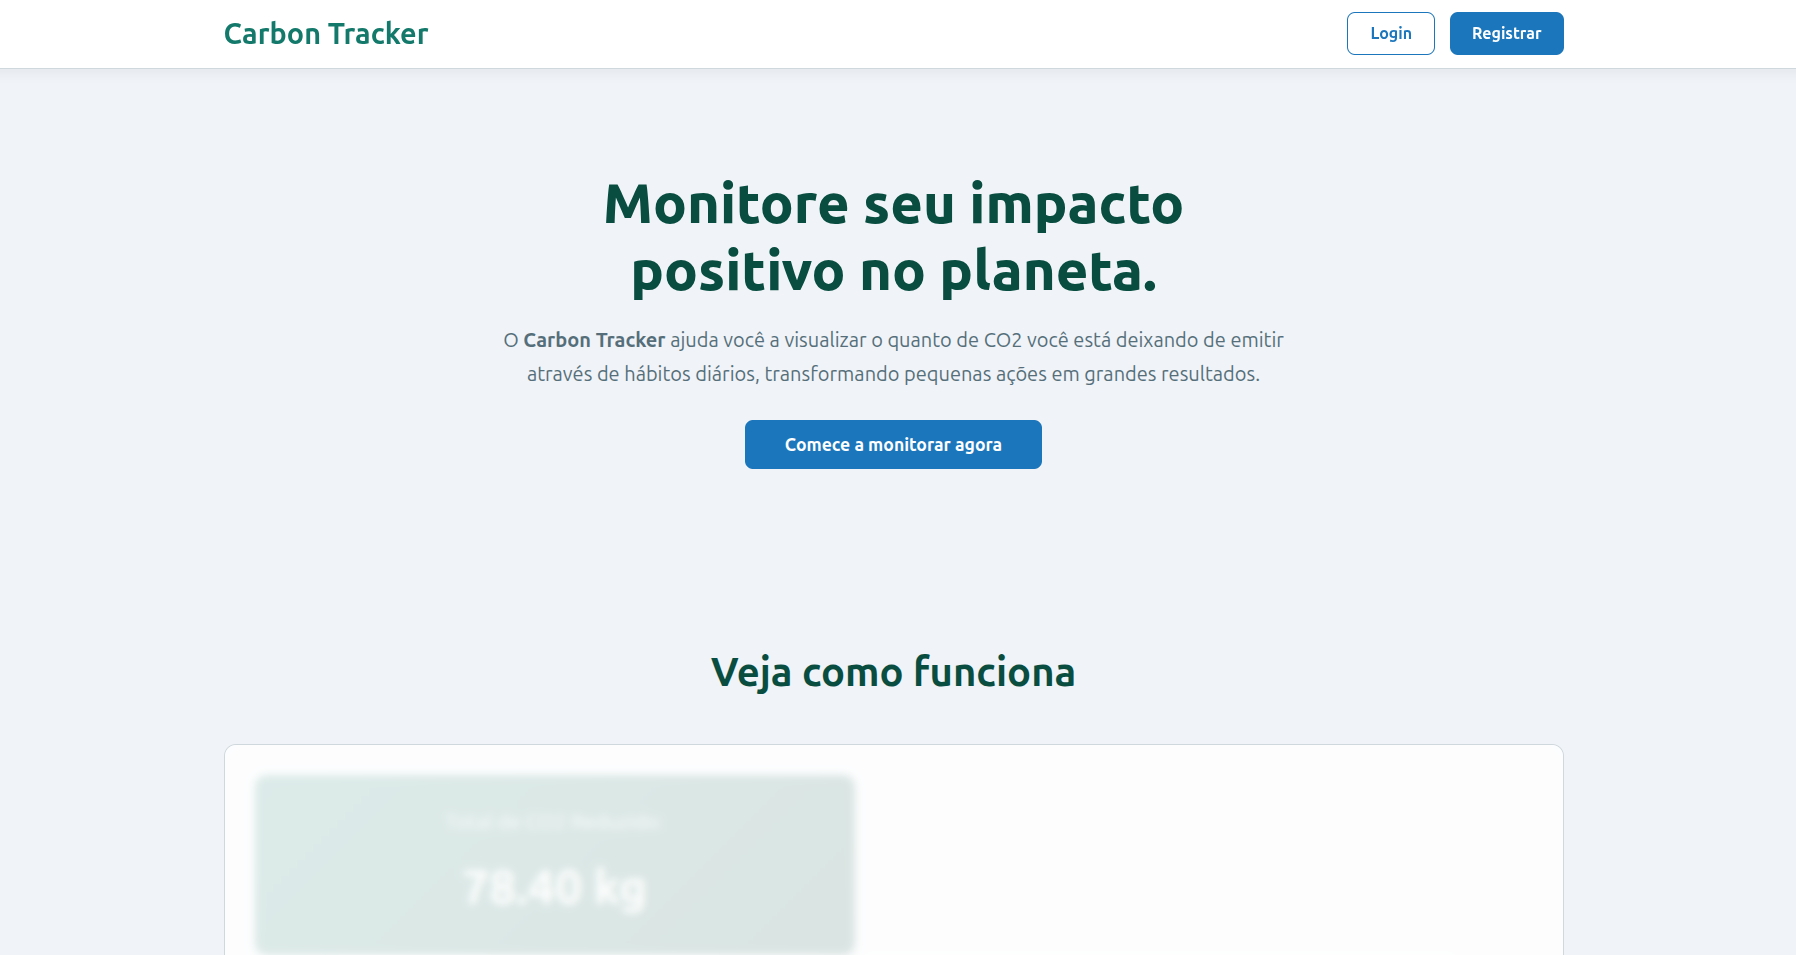 Carbon Tracker
Login
Registrar
Monitore seu impacto
positivo no planeta.
O Carbon Tracker ajuda você a visualizar o quanto de CO2 você está deixando de emitir
através de hábitos diários, transformando pequenas ações em grandes resultados.
Comece a monitorar agora
Veja como funciona
78.40 kg